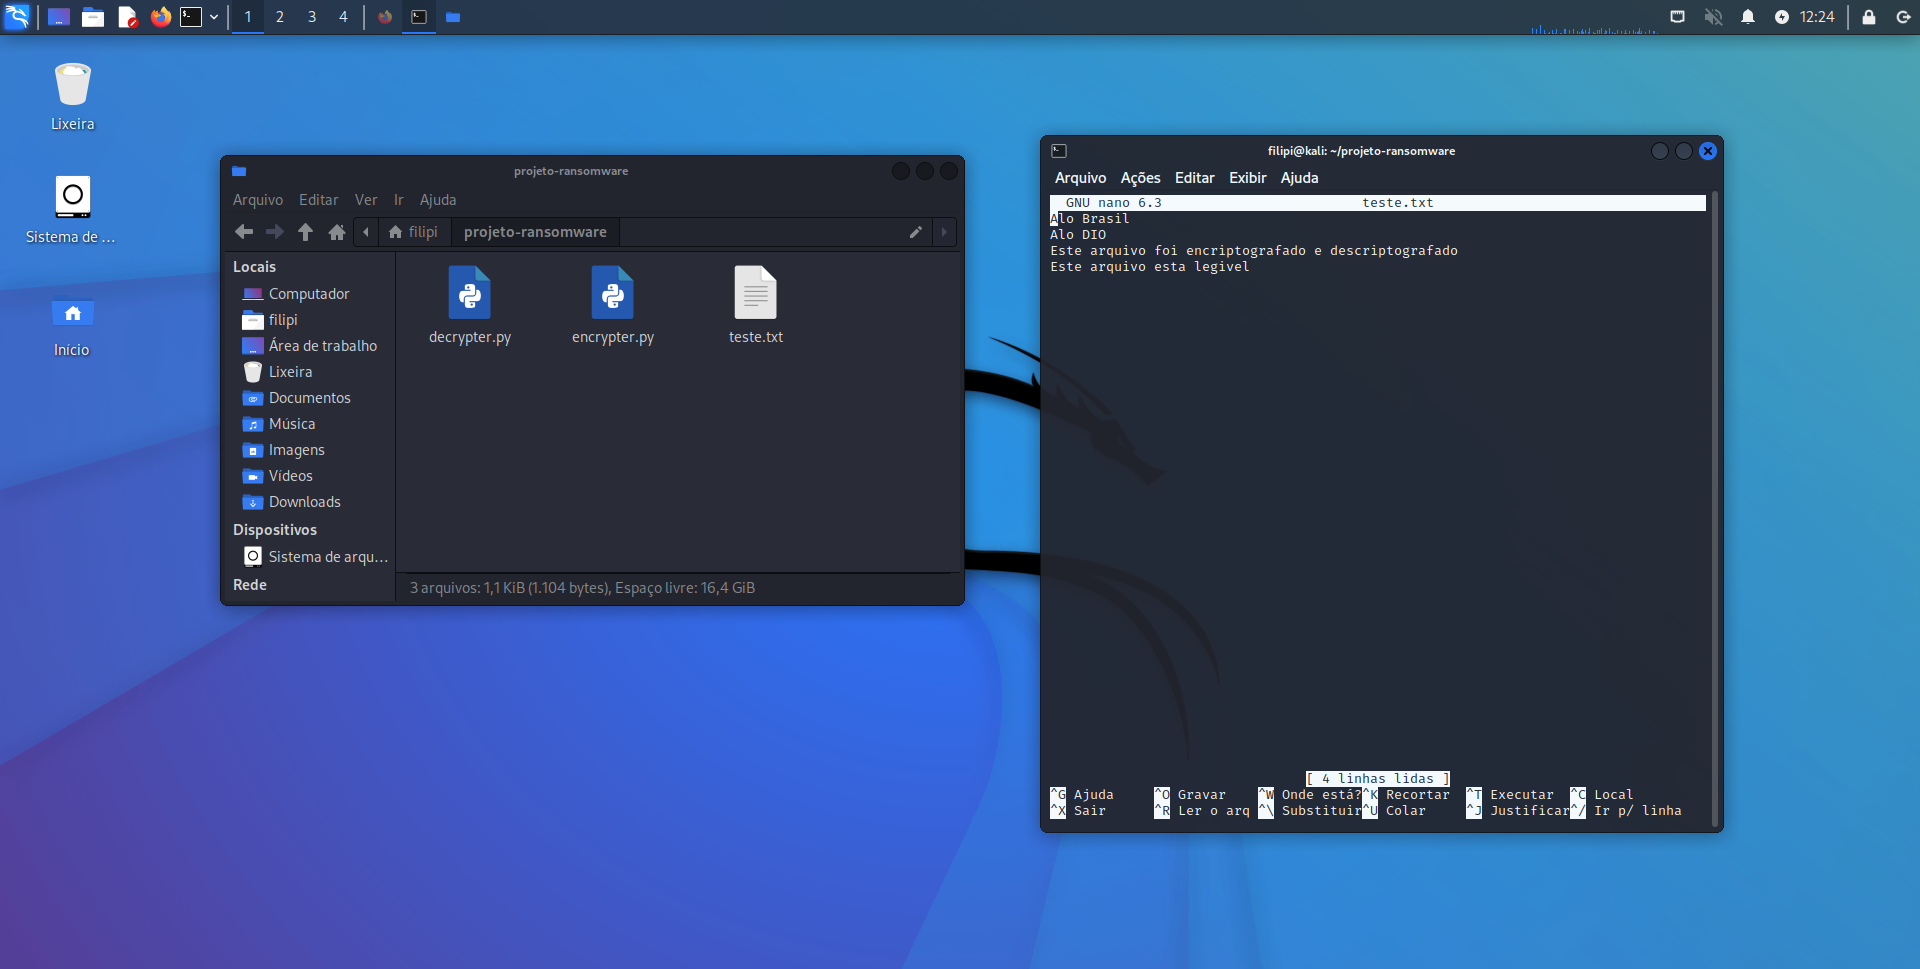 1 2 3 4
12:24
Lixeira
Sistema de ...
Início
projeto-ransomware
Arquivo Editar Ver Ir Ajuda
filipi projeto-ransomware
Locais
Computador
filipi
Área de trabalho
Lixeira
Documentos
Música
Imagens
Vídeos
Downloads
Dispositivos
Sistema de arqu...
Rede
decrypter.py encrypter.py teste.txt
3 arquivos: 1,1 KiB (1.104 bytes), Espaço livre: 16,4 GiB
filipi@kali: ~/projeto-ransomware
Arquivo Ações Editar Exibir Ajuda
GNU nano 6.3 teste.txt
Alo Brasil
Alo DIO
Este arquivo foi encriptografado e descriptografado
Este arquivo esta legivel
[ 4 linhas lidas ]
^G Ajuda ^O Gravar ^W Onde está? ^K Recortar ^T Executar ^C Local
^X Sair ^R Ler o arq ^\ Substituir ^U Colar ^J Justificar ^/ Ir p/ linha